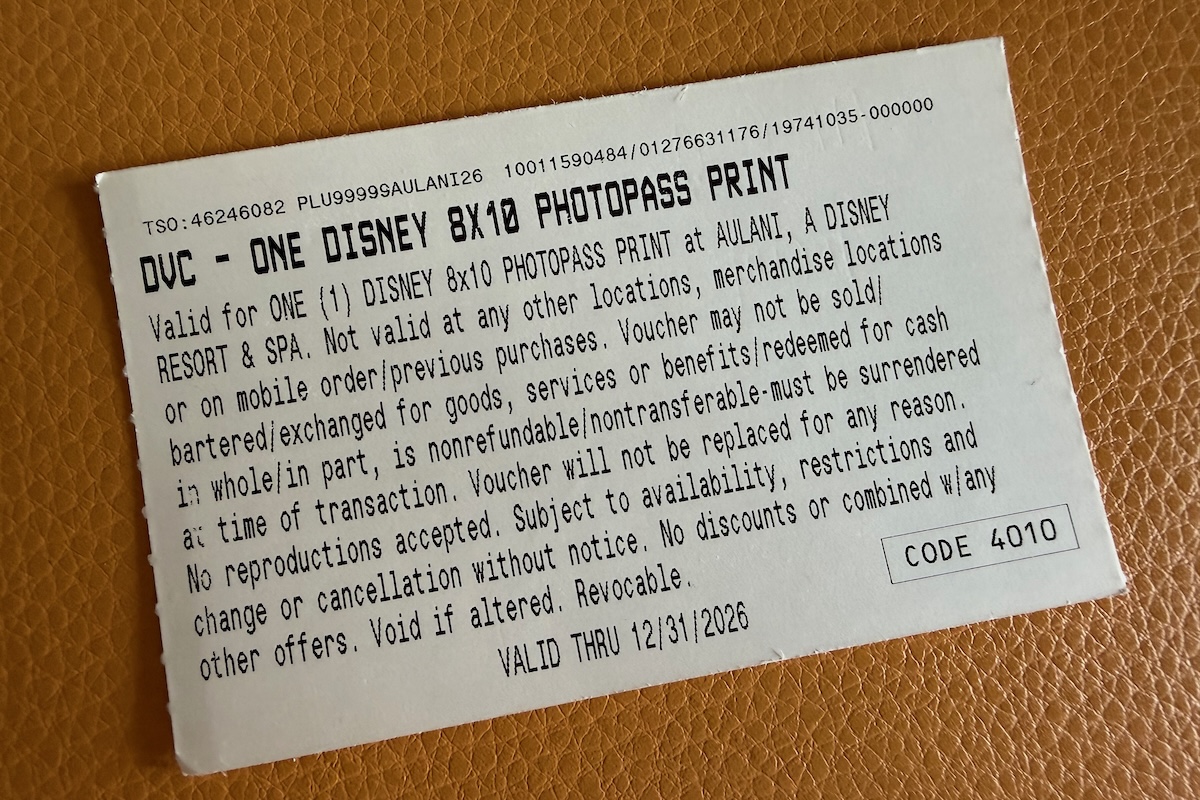 TSO:46246082 PLU99999AULANI26 10011590484/01276631176/19741035-000000
DVC - ONE DISNEY 8X10 PHOTOPASS PRINT
Valid for ONE (1) DISNEY 8x10 PHOTOPASS PRINT at AULANI, A DISNEY
RESORT & SPA. Not valid at any other locations, merchandise locations
or on mobile order/previous purchases. Voucher may not be sold/
bartered/exchanged for goods, services or benefits/redeemed for cash
in whole/in part, is nonrefundable/nontransferable-must be surrendered
at time of transaction. Voucher will not be replaced for any reason.
No reproductions accepted. Subject to availability, restrictions and
change or cancellation without notice. No discounts or combined w/any
other offers. Void if altered. Revocable.
CODE 4010
VALID THRU 12/31/2026